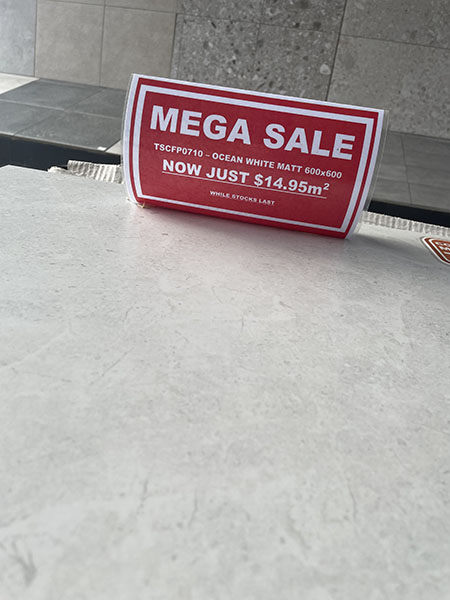 MEGA SALE
TSCFP0710 – OCEAN WHITE MATT 600x600
NOW JUST $14.95m²
WHILE STOCKS LAST